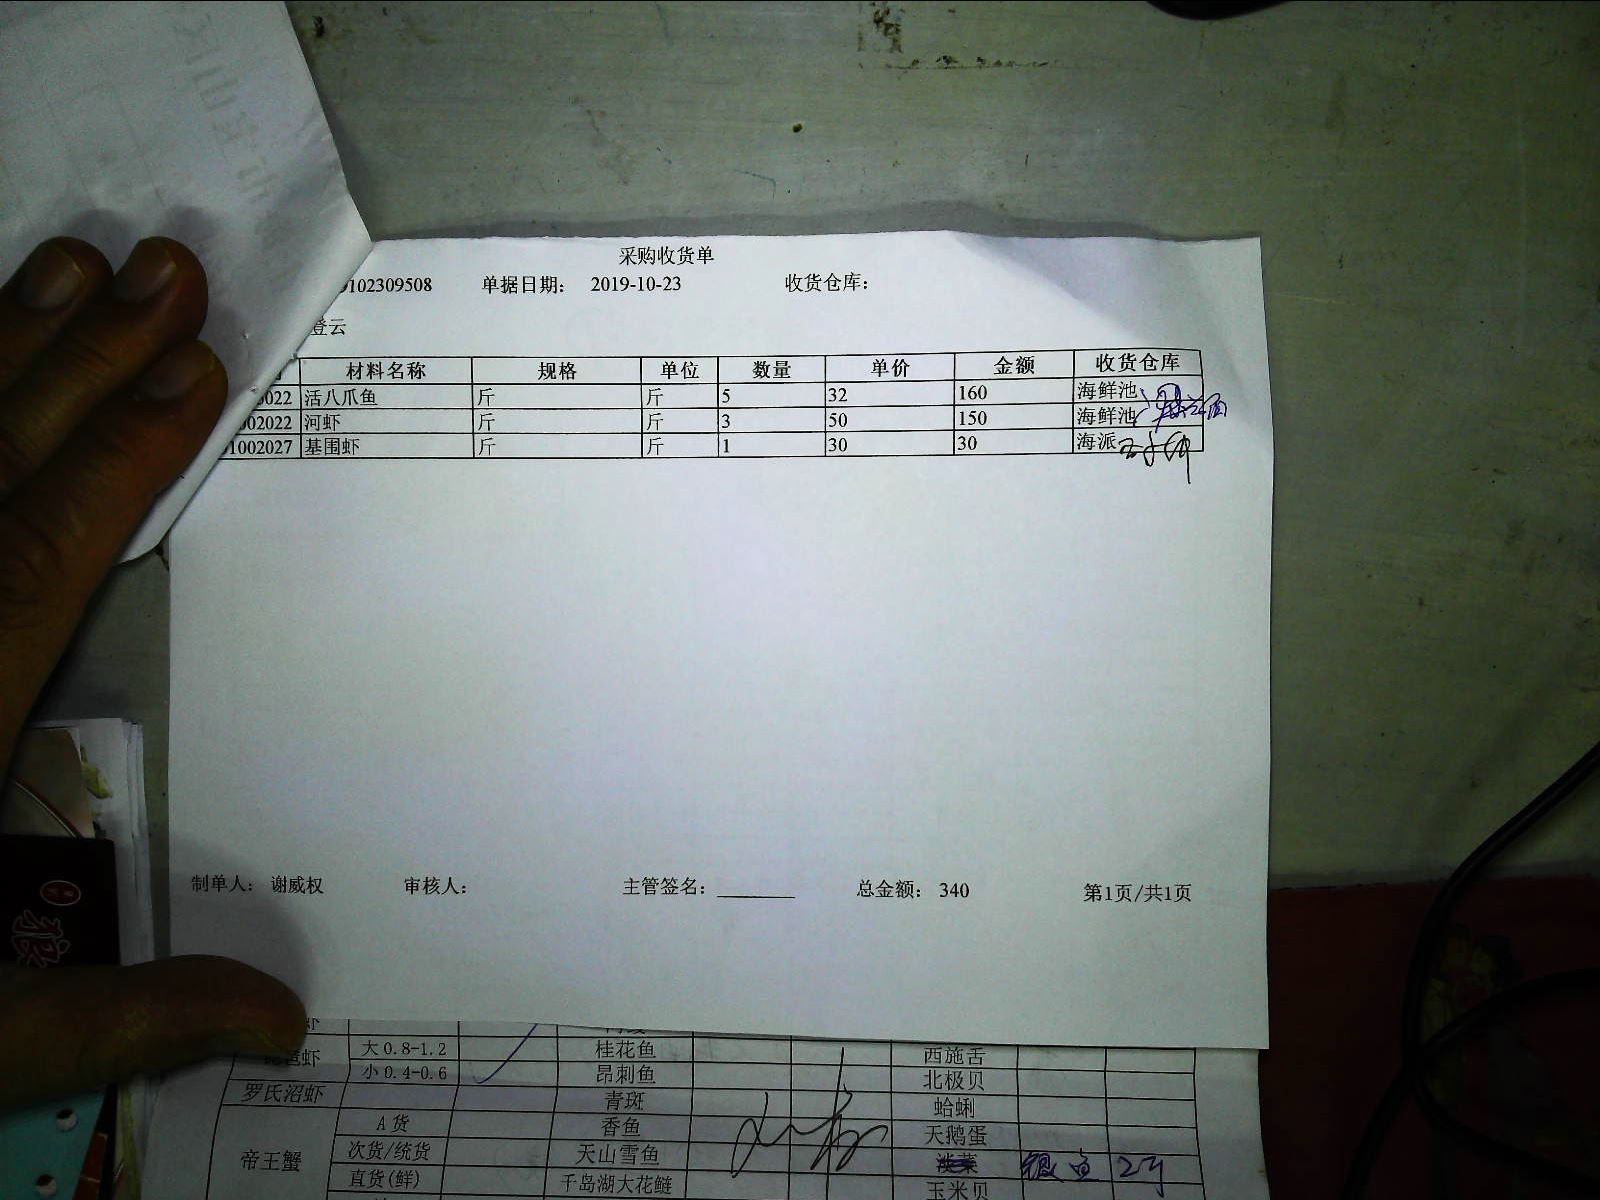 采购收货单
0102309508 单据日期： 2019-10-23 收货仓库：
登云
材料名称 规格 单位 数量 单价 金额 收货仓库
022 活八爪鱼 斤 斤 5 32 160 海鲜池
002022 河虾 斤 斤 3 50 150 海鲜池
1002027 基围虾 斤 斤 1 30 30 海派
制单人： 谢威权 审核人： 主管签名： 总金额： 340 第1页/共1页
虾
虾 大0.8-1.2 桂花鱼 西施舌
小0.4-0.6 昂刺鱼 北极贝
罗氏沼虾 青斑 蛤蜊
帝王蟹 A货 香鱼 天鹅蛋
次货/统货 天山雪鱼 银鱼 2斤
直货(鲜) 千岛湖大花鲢 玉米贝